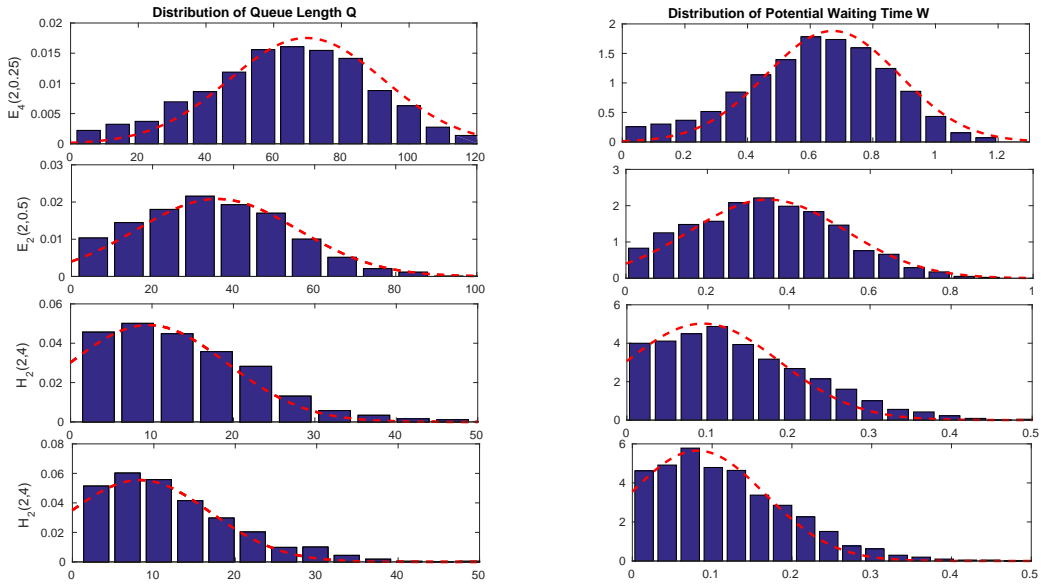 Distribution of Queue Length Q
E4(2,0.25)
0.02
0.015
0.01
0.005
0
0 20 40 60 80 100 120
E2(2,0.5)
0.03
0.02
0.01
0
0 20 40 60 80 100
H2(2,4)
0.06
0.04
0.02
0
0 10 20 30 40 50
H2(2,4)
0.08
0.06
0.04
0.02
0
0 10 20 30 40 50
Distribution of Potential Waiting Time W
2
1.5
1
0.5
0
0 0.2 0.4 0.6 0.8 1 1.2
3
2
1
0
0 0.2 0.4 0.6 0.8 1
6
4
2
0
0 0.1 0.2 0.3 0.4 0.5
6
4
2
0
0 0.1 0.2 0.3 0.4 0.5